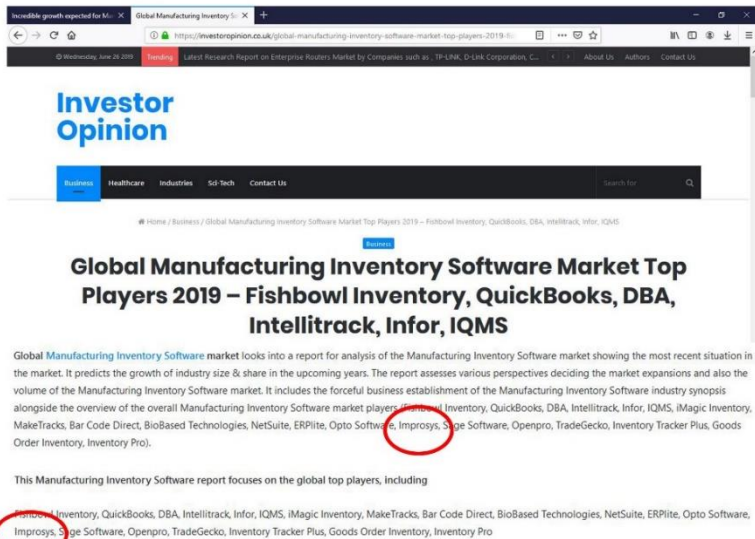 Incredible growth expected for Ma
Global Manufacturing Inventory So
https://investoropinion.co.uk/global-manufacturing-inventory-software-market-top-players-2019-fis
Wednesday, June 26 2019 Trending Latest Research Report on Enterprise Routers Market by Companies such as , TP-LINK, D-Link Corporation, C... About Us Authors Contact Us
Investor
Opinion
Business Healthcare Industries Sci-Tech Contact Us Search for
Home / Business / Global Manufacturing Inventory Software Market Top Players 2019 – Fishbowl Inventory, QuickBooks, DBA, Intellitrack, Infor, IQMS
Business
Global Manufacturing Inventory Software Market Top
Players 2019 – Fishbowl Inventory, QuickBooks, DBA,
Intellitrack, Infor, IQMS
Global Manufacturing Inventory Software market looks into a report for analysis of the Manufacturing Inventory Software market showing the most recent situation in
the market. It predicts the growth of industry size & share in the upcoming years. The report assesses various perspectives deciding the market expansions and also the
volume of the Manufacturing Inventory Software market. It includes the forceful business establishment of the Manufacturing Inventory Software industry synopsis
alongside the overview of the overall Manufacturing Inventory Software market players (Fishbowl Inventory, QuickBooks, DBA, Intellitrack, Infor, IQMS, iMagic Inventory,
MakeTracks, Bar Code Direct, BioBased Technologies, NetSuite, ERPlite, Opto Software, Improsys, Sage Software, Openpro, TradeGecko, Inventory Tracker Plus, Goods
Order Inventory, Inventory Pro).
This Manufacturing Inventory Software report focuses on the global top players, including
Fishbowl Inventory, QuickBooks, DBA, Intellitrack, Infor, IQMS, iMagic Inventory, MakeTracks, Bar Code Direct, BioBased Technologies, NetSuite, ERPlite, Opto Software,
Improsys, Sage Software, Openpro, TradeGecko, Inventory Tracker Plus, Goods Order Inventory, Inventory Pro